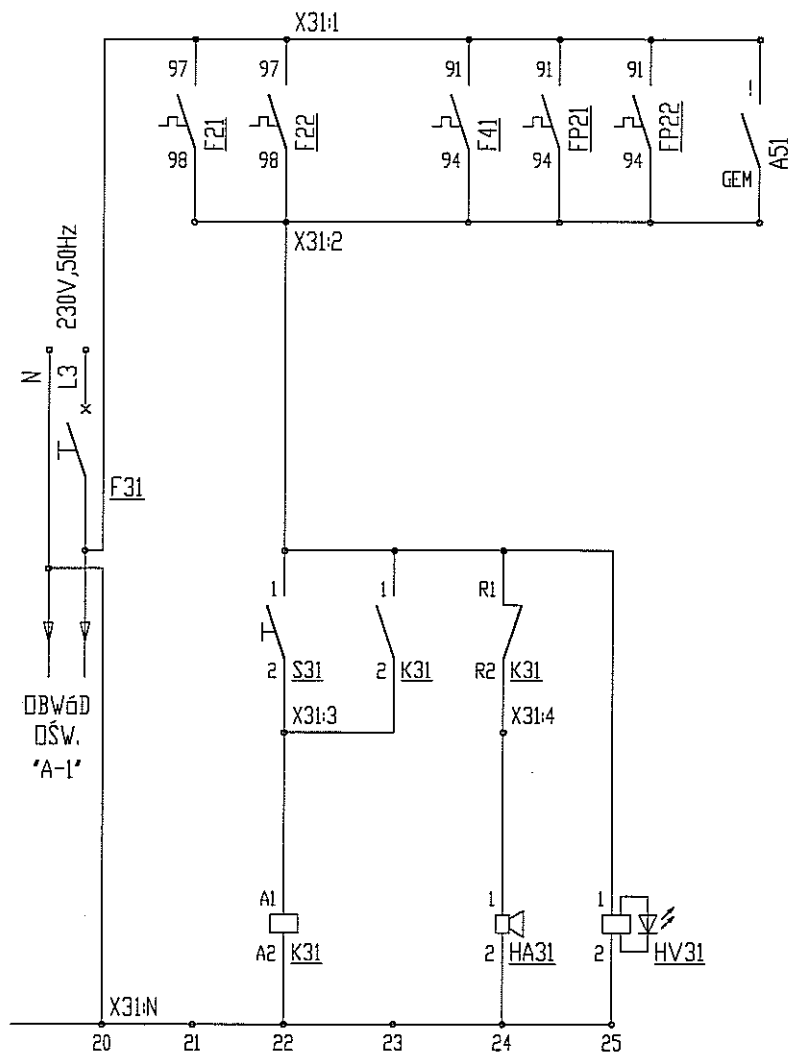 X31:1
97
97
91
91
91
!
F21
F22
F41
FP21
FP22
A51
98
98
94
94
94
GEM
X31:2
230V,50Hz
N
L3
F31
1
1
R1
2
S31
2
K31
R2
K31
OBWóD
OŚW.
"A-1"
X31:3
X31:4
A1
1
1
A2
K31
2
HA31
2
HV31
X31:N
20
21
22
23
24
25